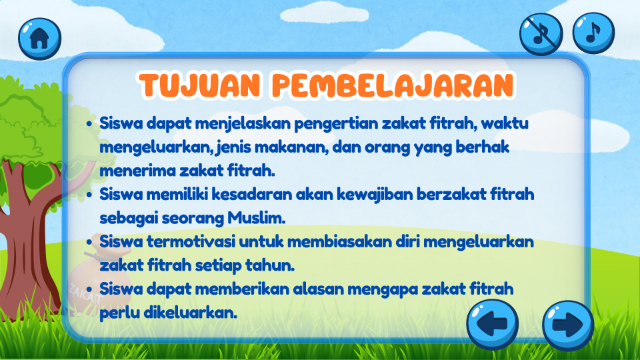 TUJUAN PEMBELAJARAN
• Siswa dapat menjelaskan pengertian zakat fitrah, waktu
mengeluarkan, jenis makanan, dan orang yang berhak
menerima zakat fitrah.
• Siswa memiliki kesadaran akan kewajiban berzakat fitrah
sebagai seorang Muslim.
• Siswa termotivasi untuk membiasakan diri mengeluarkan
zakat fitrah setiap tahun.
• Siswa dapat memberikan alasan mengapa zakat fitrah
perlu dikeluarkan.
ZAKAT